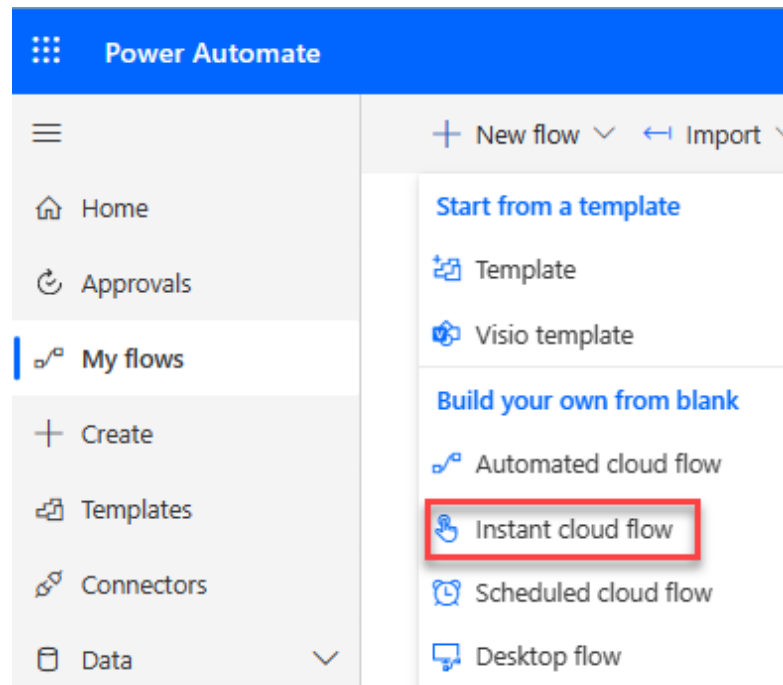 Power Automate
New flow
Import
Home
Approvals
My flows
Create
Templates
Connectors
Data
Start from a template
Template
Visio template
Build your own from blank
Automated cloud flow
Instant cloud flow
Scheduled cloud flow
Desktop flow